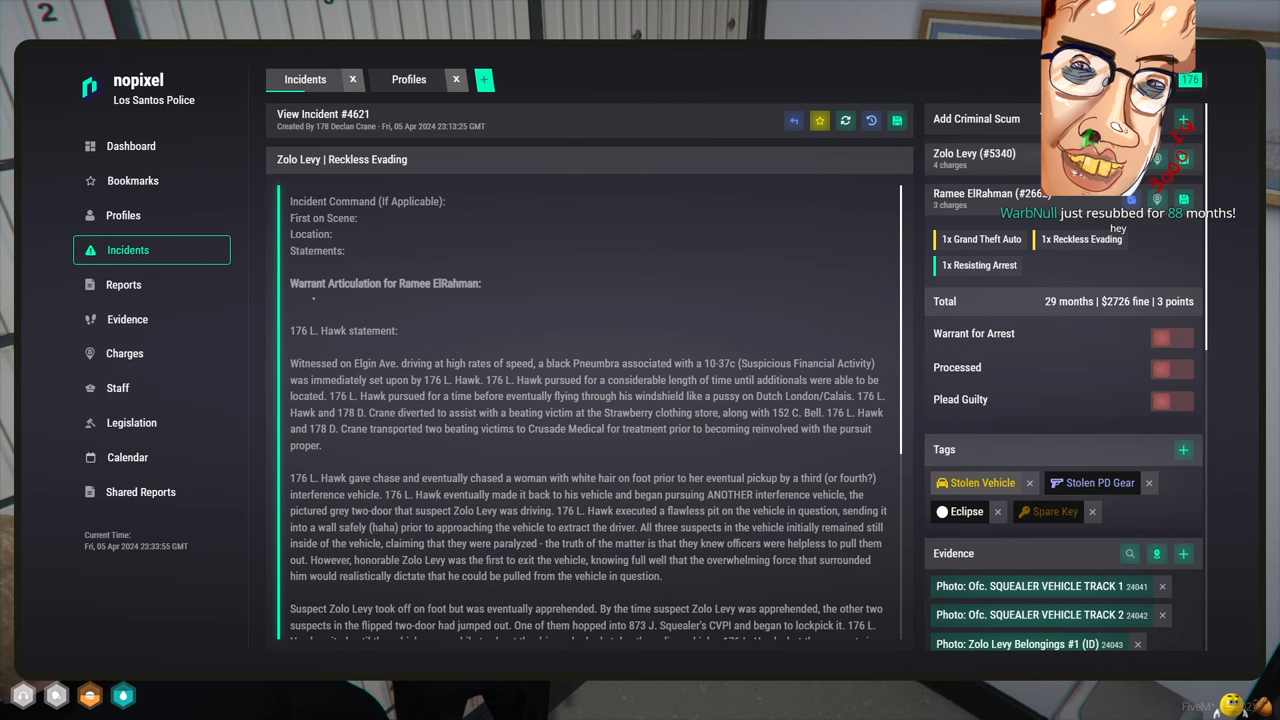 2
nopixel
Los Santos Police
Dashboard
Bookmarks
Profiles
Incidents
Reports
Evidence
Charges
Staff
Legislation
Calendar
Shared Reports
Current Time:
Fri, 05 Apr 2024 23:33:55 GMT
Incidents x
Profiles x
+
176
View Incident #4621
Created By 178 Declan Crane · Fri, 05 Apr 2024 23:13:25 GMT
Zolo Levy | Reckless Evading
Incident Command (If Applicable):
First on Scene:
Location:
Statements:
Warrant Articulation for Ramee ElRahman:
176 L. Hawk statement:
Witnessed on Elgin Ave. driving at high rates of speed, a black Pneumbra associated with a 10-37c (Suspicious Financial Activity)
was immediately set upon by 176 L. Hawk. 176 L. Hawk pursued for a considerable length of time until additionals were able to be
located. 176 L. Hawk pursued for a time before eventually flying through his windshield like a pussy on Dutch London/Calais. 176 L.
Hawk and 178 D. Crane diverted to assist with a beating victim at the Strawberry clothing store, along with 152 C. Bell. 176 L. Hawk
and 178 D. Crane transported two beating victims to Crusade Medical for treatment prior to becoming reinvolved with the pursuit
proper.
176 L. Hawk gave chase and eventually chased a woman with white hair on foot prior to her eventual pickup by a third (or fourth?)
interference vehicle. 176 L. Hawk eventually made it back to his vehicle and began pursuing ANOTHER interference vehicle, the
pictured grey two-door that suspect Zolo Levy was driving. 176 L. Hawk executed a flawless pit on the vehicle in question, sending it
into a wall safely (haha) prior to approaching the vehicle to extract the driver. All three suspects in the vehicle initially remained still
inside of the vehicle, claiming that they were paralyzed - the truth of the matter is that they knew officers were helpless to pull them
out. However, honorable Zolo Levy was the first to exit the vehicle, knowing full well that the overwhelming force that surrounded
him would realistically dictate that he could be pulled from the vehicle in question.
Suspect Zolo Levy took off on foot but was eventually apprehended. By the time suspect Zolo Levy was apprehended, the other two
suspects in the flipped two-door had jumped out. One of them hopped into 873 J. Squealer's CVPI and began to lockpick it. 176 L.
Add Criminal Scum
Zolo Levy (#5340)
4 charges
Ramee ElRahman (#266
3 charges
3000 IQ
WarbNull just resubbed for 88 months!
hey
1x Grand Theft Auto
1x Reckless Evading
1x Resisting Arrest
Total 29 months | $2726 fine | 3 points
Warrant for Arrest
Processed
Plead Guilty
Tags +
Stolen Vehicle x
Stolen PD Gear x
Eclipse x
Spare Key x
Evidence +
Photo: Ofc. SQUEALER VEHICLE TRACK 1 24041 x
Photo: Ofc. SQUEALER VEHICLE TRACK 2 24042 x
Photo: Zolo Levy Belongings #1 (ID) 24043 x
FiveM